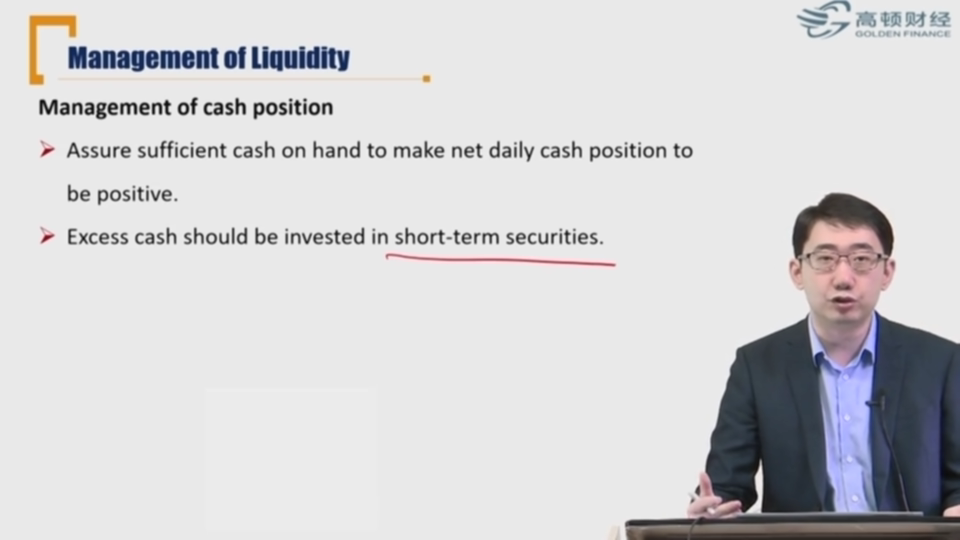 高顿财经
GOLDEN FINANCE
Management of Liquidity
Management of cash position
Assure sufficient cash on hand to make net daily cash position to
be positive.
Excess cash should be invested in short-term securities.